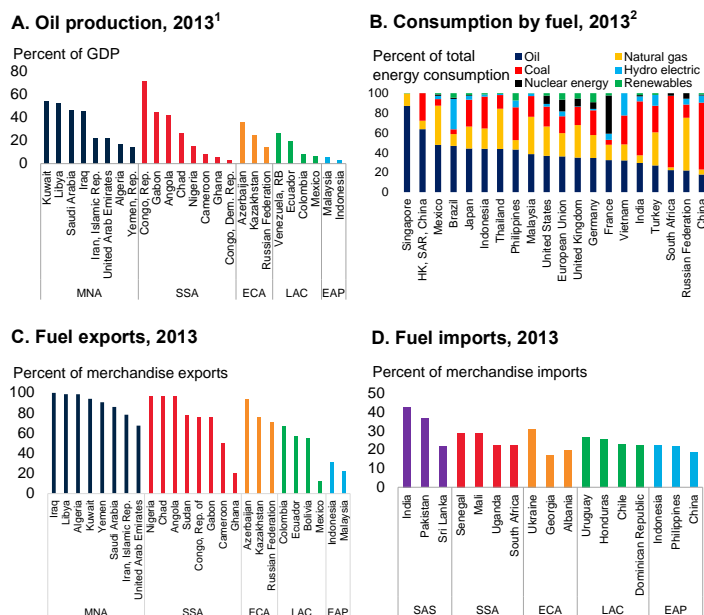 A. Oil production, 2013¹
Percent of GDP
80
60
40
20
0
Kuwait
Libya
Saudi Arabia
Iraq
Iran, Islamic Rep.
United Arab Emirates
Algeria
Yemen, Rep.
Congo, Rep.
Gabon
Angola
Chad
Nigeria
Cameroon
Ghana
Congo, Dem. Rep.
Azerbaijan
Kazakhstan
Russian Federation
Venezuela, RB
Ecuador
Colombia
Mexico
Malaysia
Indonesia
MNA
SSA
ECA
LAC
EAP
B. Consumption by fuel, 2013²
Percent of total
energy consumption
Oil
Natural gas
Coal
Hydro electric
Nuclear energy
Renewables
100
80
60
40
20
0
Singapore
HK, SAR, China
Mexico
Brazil
Japan
Indonesia
Thailand
Philippines
Malaysia
United States
European Union
United Kingdom
Germany
France
Vietnam
India
Turkey
South Africa
Russian Federation
China
C. Fuel exports, 2013
Percent of merchandise exports
100
80
60
40
20
0
Iraq
Libya
Algeria
Kuwait
Yemen
Saudi Arabia
Iran, Islamic Rep.
United Arab Emirates
Nigeria
Chad
Angola
Sudan
Congo, Rep. of
Gabon
Cameroon
Ghana
Azerbaijan
Kazakhstan
Russian Federation
Colombia
Ecuador
Bolivia
Mexico
Indonesia
Malaysia
MNA
SSA
ECA
LAC
EAP
D. Fuel imports, 2013
Percent of merchandise imports
50
40
30
20
10
0
India
Pakistan
Sri Lanka
Senegal
Mali
Uganda
South Africa
Ukraine
Georgia
Albania
Uruguay
Honduras
Chile
Dominican Republic
Indonesia
Philippines
China
SAS
SSA
ECA
LAC
EAP